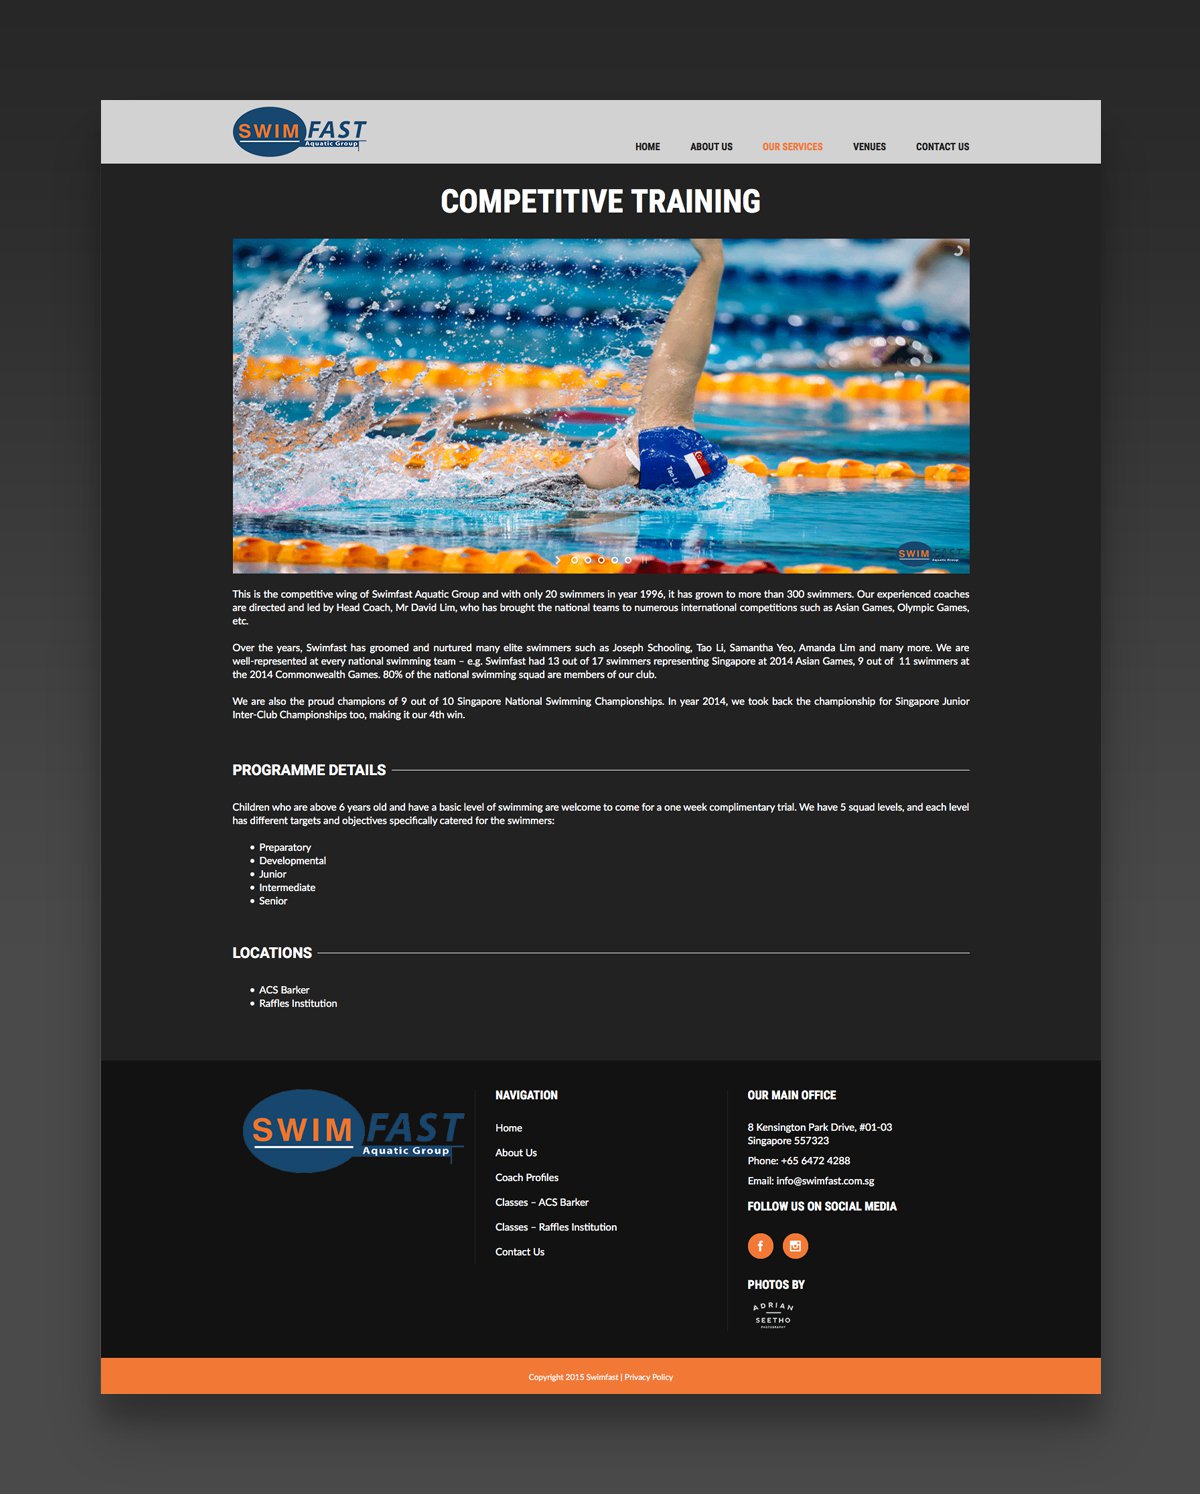 SWIM FAST
Aquatic Group
HOME ABOUT US OUR SERVICES VENUES CONTACT US
COMPETITIVE TRAINING
Tao Li
SWIM FAST
Aquatic Group
This is the competitive wing of Swimfast Aquatic Group and with only 20 swimmers in year 1996, it has grown to more than 300 swimmers. Our experienced coaches
are directed and led by Head Coach, Mr David Lim, who has brought the national teams to numerous international competitions such as Asian Games, Olympic Games,
etc.
Over the years, Swimfast has groomed and nurtured many elite swimmers such as Joseph Schooling, Tao Li, Samantha Yeo, Amanda Lim and many more. We are
well-represented at every national swimming team – e.g. Swimfast had 13 out of 17 swimmers representing Singapore at 2014 Asian Games, 9 out of 11 swimmers at
the 2014 Commonwealth Games. 80% of the national swimming squad are members of our club.
We are also the proud champions of 9 out of 10 Singapore National Swimming Championships. In year 2014, we took back the championship for Singapore Junior
Inter-Club Championships too, making it our 4th win.
PROGRAMME DETAILS
Children who are above 6 years old and have a basic level of swimming are welcome to come for a one week complimentary trial. We have 5 squad levels, and each level
has different targets and objectives specifically catered for the swimmers:
• Preparatory
• Developmental
• Junior
• Intermediate
• Senior
LOCATIONS
• ACS Barker
• Raffles Institution
SWIM FAST
Aquatic Group
NAVIGATION
Home
About Us
Coach Profiles
Classes – ACS Barker
Classes – Raffles Institution
Contact Us
OUR MAIN OFFICE
8 Kensington Park Drive, #01-03
Singapore 557323
Phone: +65 6472 4288
Email: info@swimfast.com.sg
FOLLOW US ON SOCIAL MEDIA
f
PHOTOS BY
ADRIAN
SEETHO
PHOTOGRAPHY
Copyright 2015 Swimfast | Privacy Policy